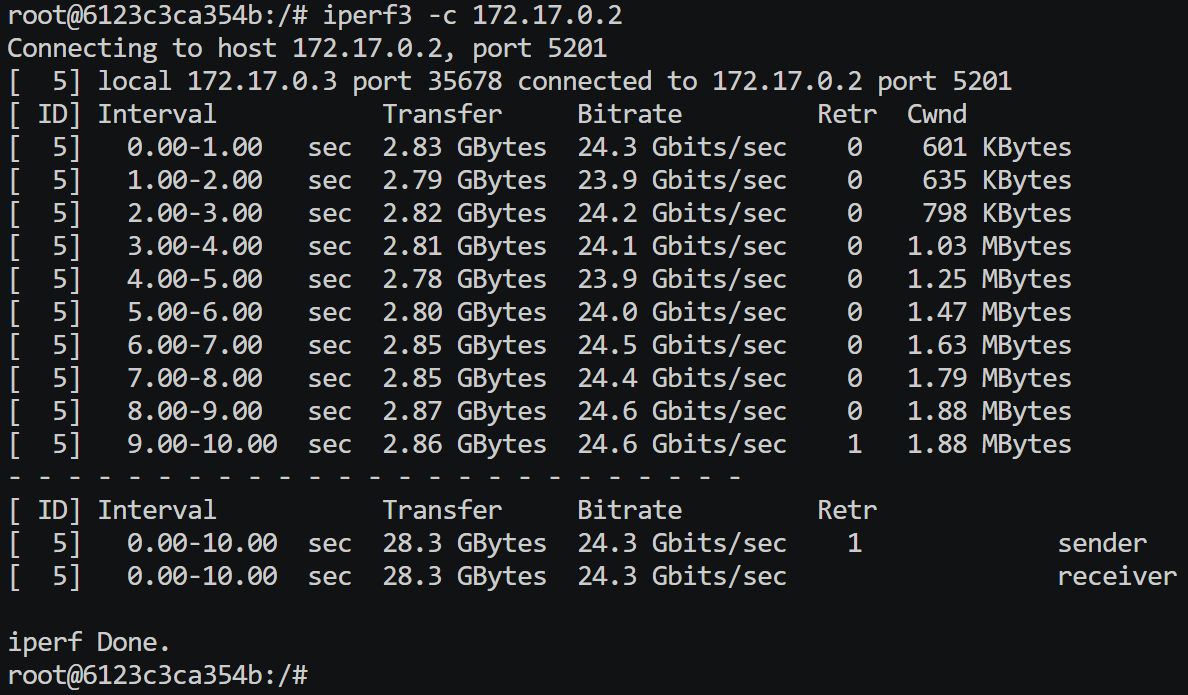 root@6123c3ca354b:/# iperf3 -c 172.17.0.2
Connecting to host 172.17.0.2, port 5201
[  5] local 172.17.0.3 port 35678 connected to 172.17.0.2 port 5201
[ ID] Interval           Transfer     Bitrate         Retr  Cwnd
[  5]   0.00-1.00   sec  2.83 GBytes  24.3 Gbits/sec    0    601 KBytes
[  5]   1.00-2.00   sec  2.79 GBytes  23.9 Gbits/sec    0    635 KBytes
[  5]   2.00-3.00   sec  2.82 GBytes  24.2 Gbits/sec    0    798 KBytes
[  5]   3.00-4.00   sec  2.81 GBytes  24.1 Gbits/sec    0   1.03 MBytes
[  5]   4.00-5.00   sec  2.78 GBytes  23.9 Gbits/sec    0   1.25 MBytes
[  5]   5.00-6.00   sec  2.80 GBytes  24.0 Gbits/sec    0   1.47 MBytes
[  5]   6.00-7.00   sec  2.85 GBytes  24.5 Gbits/sec    0   1.63 MBytes
[  5]   7.00-8.00   sec  2.85 GBytes  24.4 Gbits/sec    0   1.79 MBytes
[  5]   8.00-9.00   sec  2.87 GBytes  24.6 Gbits/sec    0   1.88 MBytes
[  5]   9.00-10.00  sec  2.86 GBytes  24.6 Gbits/sec    1   1.88 MBytes
- - - - - - - - - - - - - - - - - - - - - - - - -
[ ID] Interval           Transfer     Bitrate         Retr
[  5]   0.00-10.00  sec  28.3 GBytes  24.3 Gbits/sec    1             sender
[  5]   0.00-10.00  sec  28.3 GBytes  24.3 Gbits/sec                  receiver

iperf Done.
root@6123c3ca354b:/#